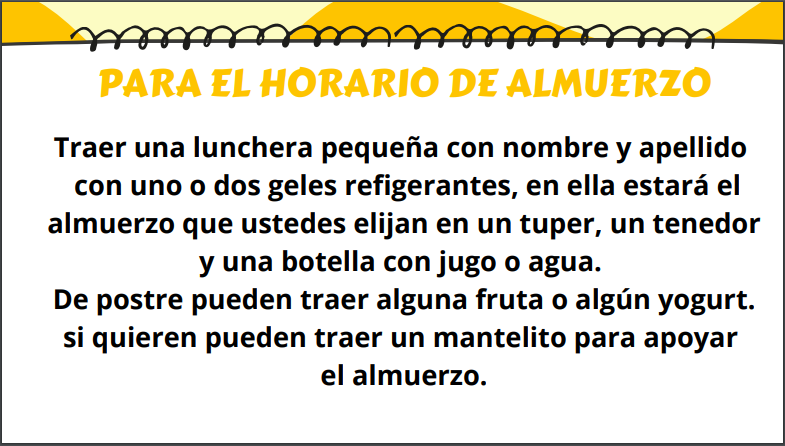 PARA EL HORARIO DE ALMUERZO
Traer una lunchera pequeña con nombre y apellido
con uno o dos geles refigerantes, en ella estará el
almuerzo que ustedes elijan en un tuper, un tenedor
y una botella con jugo o agua.
De postre pueden traer alguna fruta o algún yogurt.
si quieren pueden traer un mantelito para apoyar
el almuerzo.